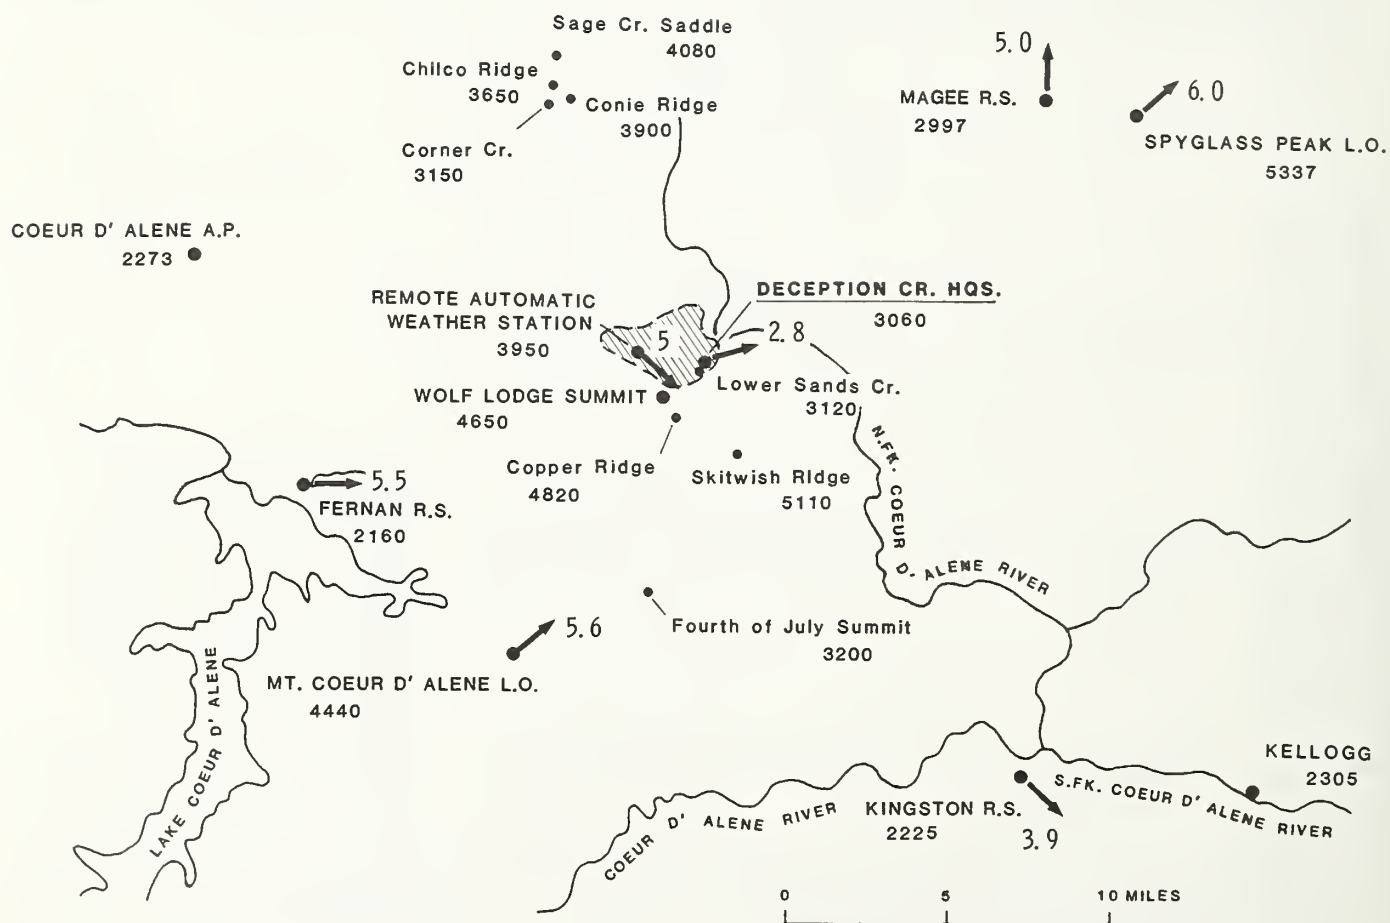 Sage Cr. Saddle
4080
Chilco Ridge
3650
Conie Ridge
3900
Corner Cr.
3150
5.0
MAGEE R.S.
2997
6.0
SPYGLASS PEAK L.O.
5337
COEUR D' ALENE A.P.
2273
REMOTE AUTOMATIC
WEATHER STATION
3950
5
DECEPTION CR. HQS.
3060
2.8
Lower Sands Cr.
3120
WOLF LODGE SUMMIT
4650
Copper Ridge
4820
Skitwish Ridge
5110
N.FK. COEUR D' ALENE RIVER
5.5
FERNAN R.S.
2160
Fourth of July Summit
3200
5.6
MT. COEUR D' ALENE L.O.
4440
LAKE COEUR D' ALENE
COEUR D' ALENE RIVER
KINGSTON R.S.
2225
3.9
S.FK. COEUR D' ALENE RIVER
KELLOGG
2305
0 5 10 MILES